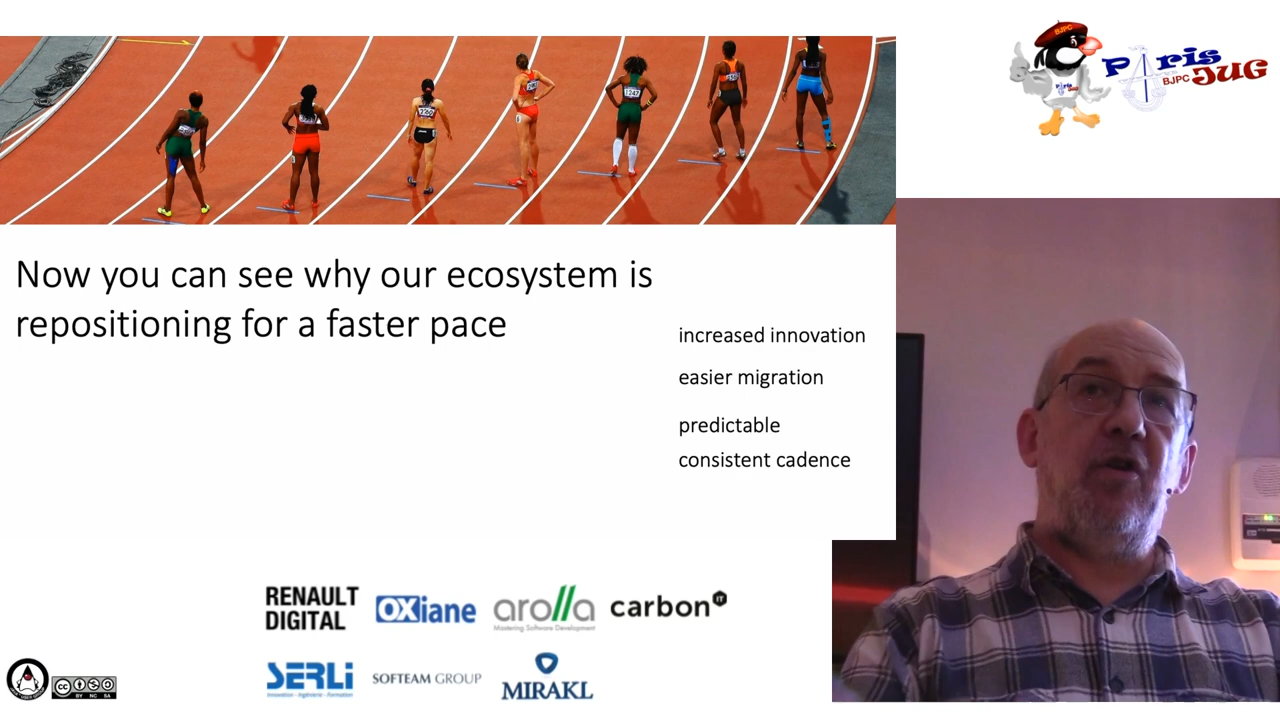 BJPC
Paris
BJPC JUG
Now you can see why our ecosystem is
repositioning for a faster pace
increased innovation
easier migration
predictable
consistent cadence
RENAULT
DIGITAL
OXiane
arolla
Mastering Software Development
carbon IT
SERLi
Innovation - Ingénierie - Formation
SOFTEAM GROUP
MIRAKL
cc BY NC SA